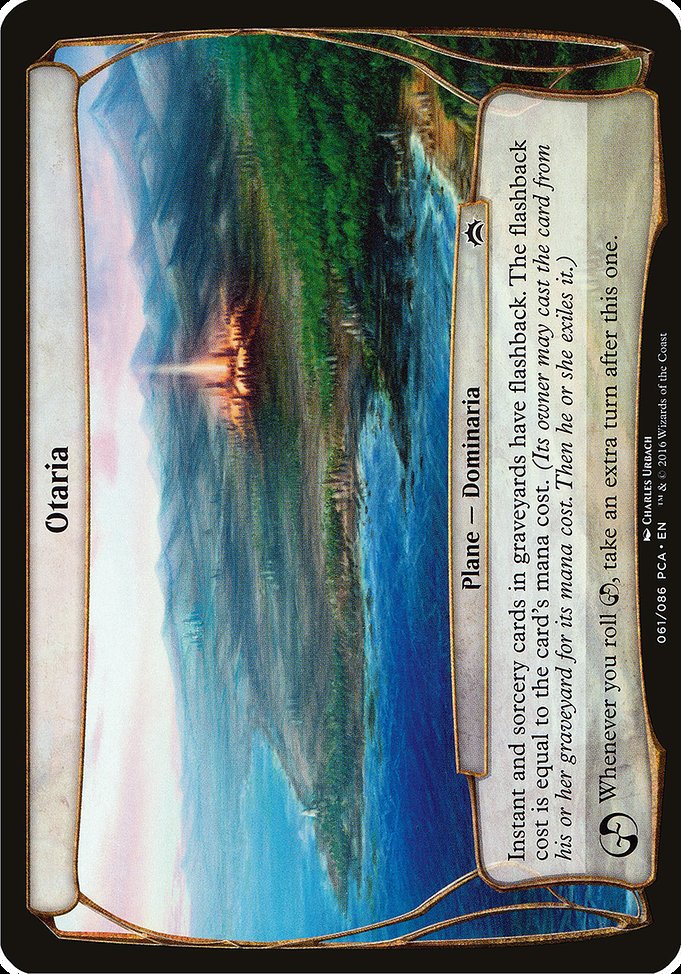 Otaria
Plane — Dominaria
Instant and sorcery cards in graveyards have flashback. The flashback
cost is equal to the card's mana cost. (Its owner may cast the card from
his or her graveyard for its mana cost. Then he or she exiles it.)
Whenever you roll , take an extra turn after this one.
061/086 PCA • EN
Charles Urbach
™ & © 2016 Wizards of the Coast